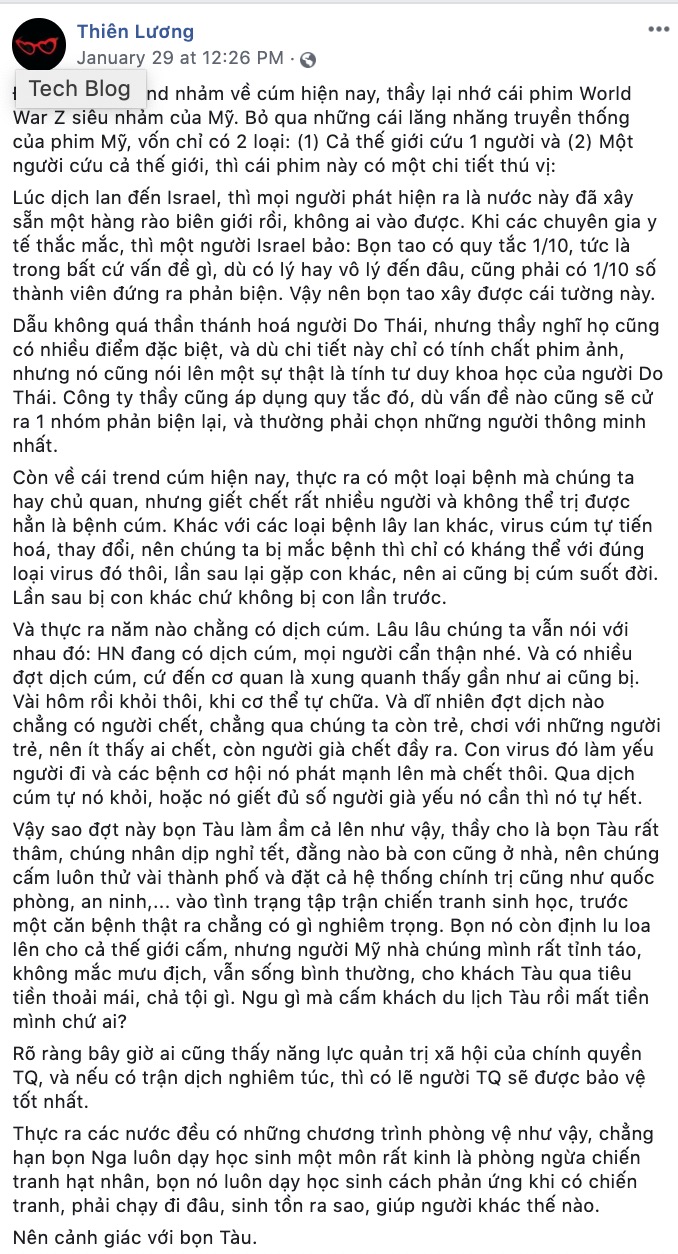 Thiên Lương
January 29 at 12:26 PM ·
Tech Blog
nd nhảm về cúm hiện nay, thầy lại nhớ cái phim World
War Z siêu nhảm của Mỹ. Bỏ qua những cái lăng nhăng truyền thống
của phim Mỹ, vốn chỉ có 2 loại: (1) Cả thế giới cứu 1 người và (2) Một
người cứu cả thế giới, thì cái phim này có một chi tiết thú vị:
Lúc dịch lan đến Israel, thì mọi người phát hiện ra là nước này đã xây
sẵn một hàng rào biên giới rồi, không ai vào được. Khi các chuyên gia y
tế thắc mắc, thì một người Israel bảo: Bọn tao có quy tắc 1/10, tức là
trong bất cứ vấn đề gì, dù có lý hay vô lý đến đâu, cũng phải có 1/10 số
thành viên đứng ra phản biện. Vậy nên bọn tao xây được cái tường này.
Dẫu không quá thần thánh hoá người Do Thái, nhưng thầy nghĩ họ cũng
có nhiều điểm đặc biệt, và dù chi tiết này chỉ có tính chất phim ảnh,
nhưng nó cũng nói lên một sự thật là tính tư duy khoa học của người Do
Thái. Công ty thầy cũng áp dụng quy tắc đó, dù vấn đề nào cũng sẽ cử
ra 1 nhóm phản biện lại, và thường phải chọn những người thông minh
nhất.
Còn về cái trend cúm hiện nay, thực ra có một loại bệnh mà chúng ta
hay chủ quan, nhưng giết chết rất nhiều người và không thể trị được
hẳn là bệnh cúm. Khác với các loại bệnh lây lan khác, virus cúm tự tiến
hoá, thay đổi, nên chúng ta bị mắc bệnh thì chỉ có kháng thể với đúng
loại virus đó thôi, lần sau lại gặp con khác, nên ai cũng bị cúm suốt đời.
Lần sau bị con khác chứ không bị con lần trước.
Và thực ra năm nào chẳng có dịch cúm. Lâu lâu chúng ta vẫn nói với
nhau đó: HN đang có dịch cúm, mọi người cẩn thận nhé. Và có nhiều
đợt dịch cúm, cứ đến cơ quan là xung quanh thấy gần như ai cũng bị.
Vài hôm rồi khỏi thôi, khi cơ thể tự chữa. Và dĩ nhiên đợt dịch nào
chẳng có người chết, chẳng qua chúng ta còn trẻ, chơi với những người
trẻ, nên ít thấy ai chết, còn người già chết đầy ra. Con virus đó làm yếu
người đi và các bệnh cơ hội nó phát mạnh lên mà chết thôi. Qua dịch
cúm tự nó khỏi, hoặc nó giết đủ số người già yếu nó cần thì nó tự hết.
Vậy sao đợt này bọn Tàu làm ầm cả lên như vậy, thầy cho là bọn Tàu rất
thâm, chúng nhân dịp nghỉ tết, đằng nào bà con cũng ở nhà, nên chúng
cấm luôn thử vài thành phố và đặt cả hệ thống chính trị cũng như quốc
phòng, an ninh,... vào tình trạng tập trận chiến tranh sinh học, trước
một căn bệnh thật ra chẳng có gì nghiêm trọng. Bọn nó còn định lu loa
lên cho cả thế giới cấm, nhưng người Mỹ nhà chúng mình rất tỉnh táo,
không mắc mưu địch, vẫn sống bình thường, cho khách Tàu qua tiêu
tiền thoải mái, chả tội gì. Ngu gì mà cấm khách du lịch Tàu rồi mất tiền
mình chứ ai?
Rõ ràng bây giờ ai cũng thấy năng lực quản trị xã hội của chính quyền
TQ, và nếu có trận dịch nghiêm túc, thì có lẽ người TQ sẽ được bảo vệ
tốt nhất.
Thực ra các nước đều có những chương trình phòng vệ như vậy, chẳng
hạn bọn Nga luôn dạy học sinh một môn rất kinh là phòng ngừa chiến
tranh hạt nhân, bọn nó luôn dạy học sinh cách phản ứng khi có chiến
tranh, phải chạy đi đâu, sinh tồn ra sao, giúp người khác thế nào.
Nên cảnh giác với bọn Tàu.